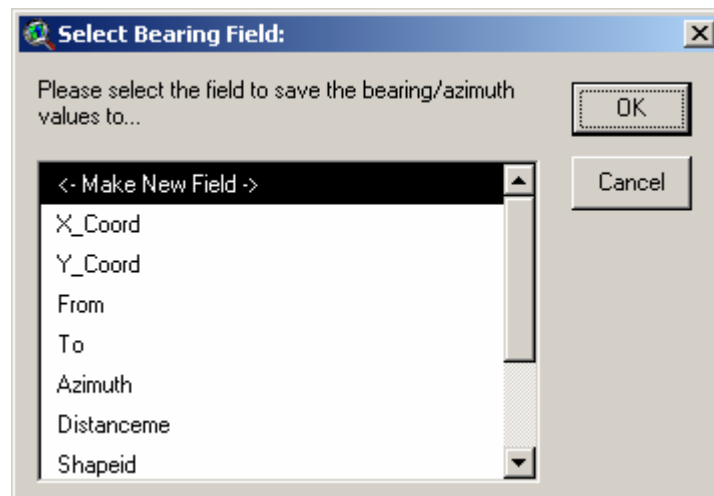 Select Bearing Field:
Please select the field to save the bearing/azimuth
values to...
OK
Cancel
<- Make New Field ->
X_Coord
Y_Coord
From
To
Azimuth
Distanceme
Shapeid